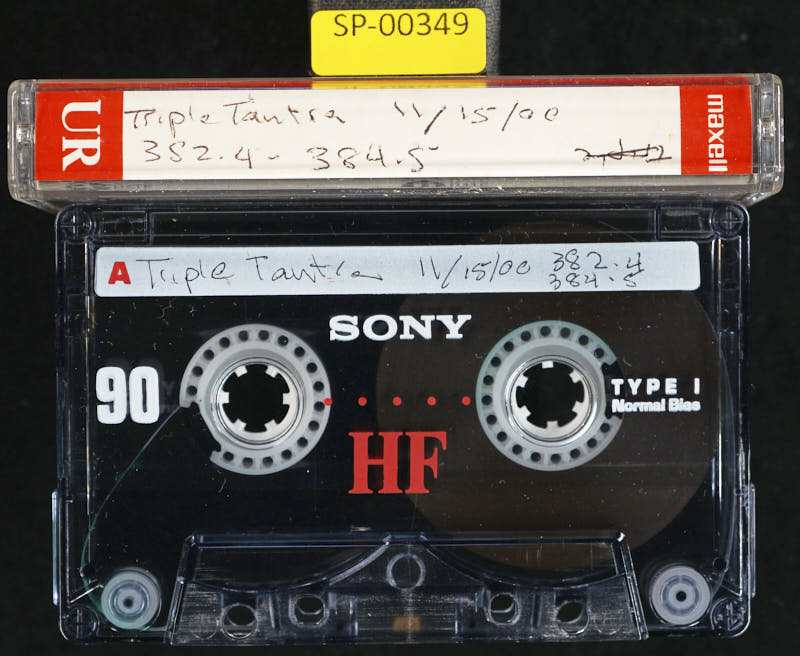 SP-00349
UR
Triple Tantra 11/15/00
maxell
382.4 - 384.5
A Triple Tantra 11/15/00 382.4
384.5
SONY
90
TYPE I
Normal Bias
HF